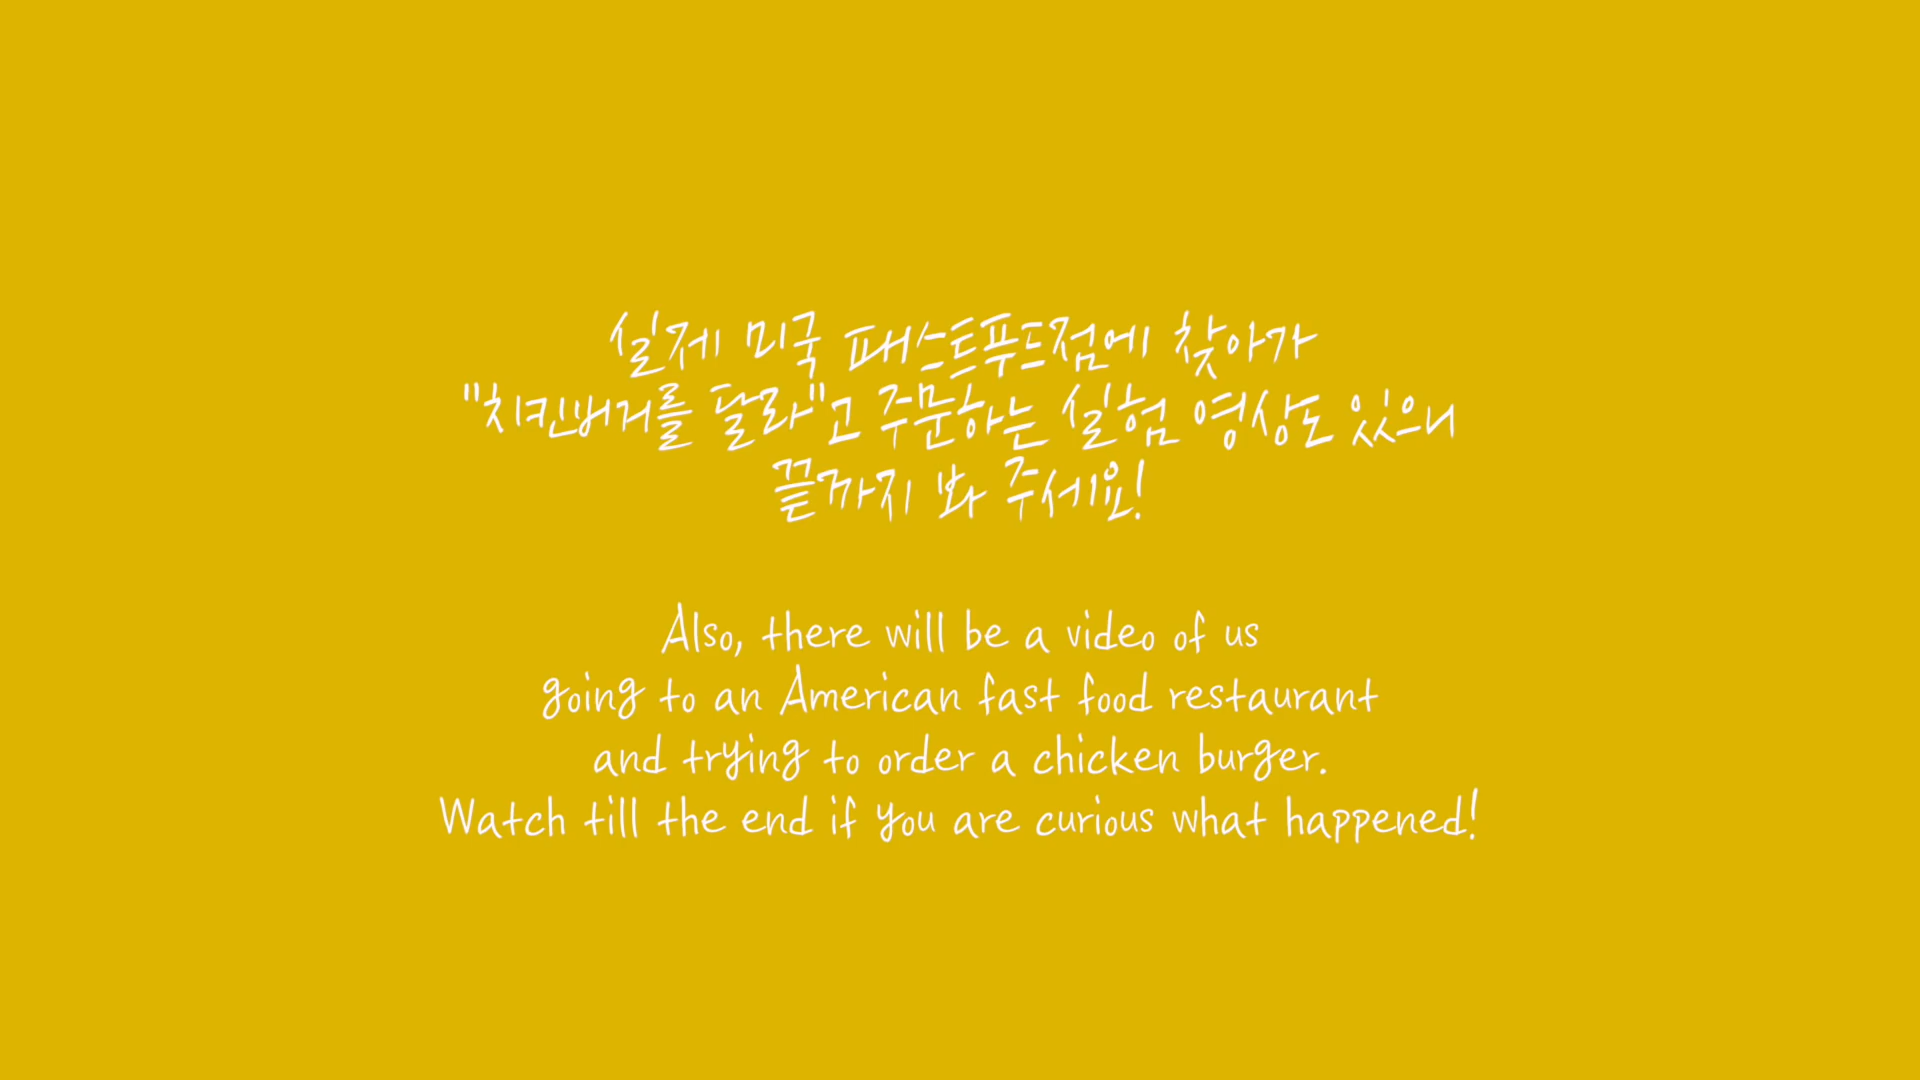 실제 미국 패스트푸드점에 찾아가
"치킨버거를 달라"고 주문하는 실험 영상도 있으니
끝까지 봐 주세요!
Also, there will be a video of us
going to an American fast food restaurant
and trying to order a chicken burger.
Watch till the end if you are curious what happened!